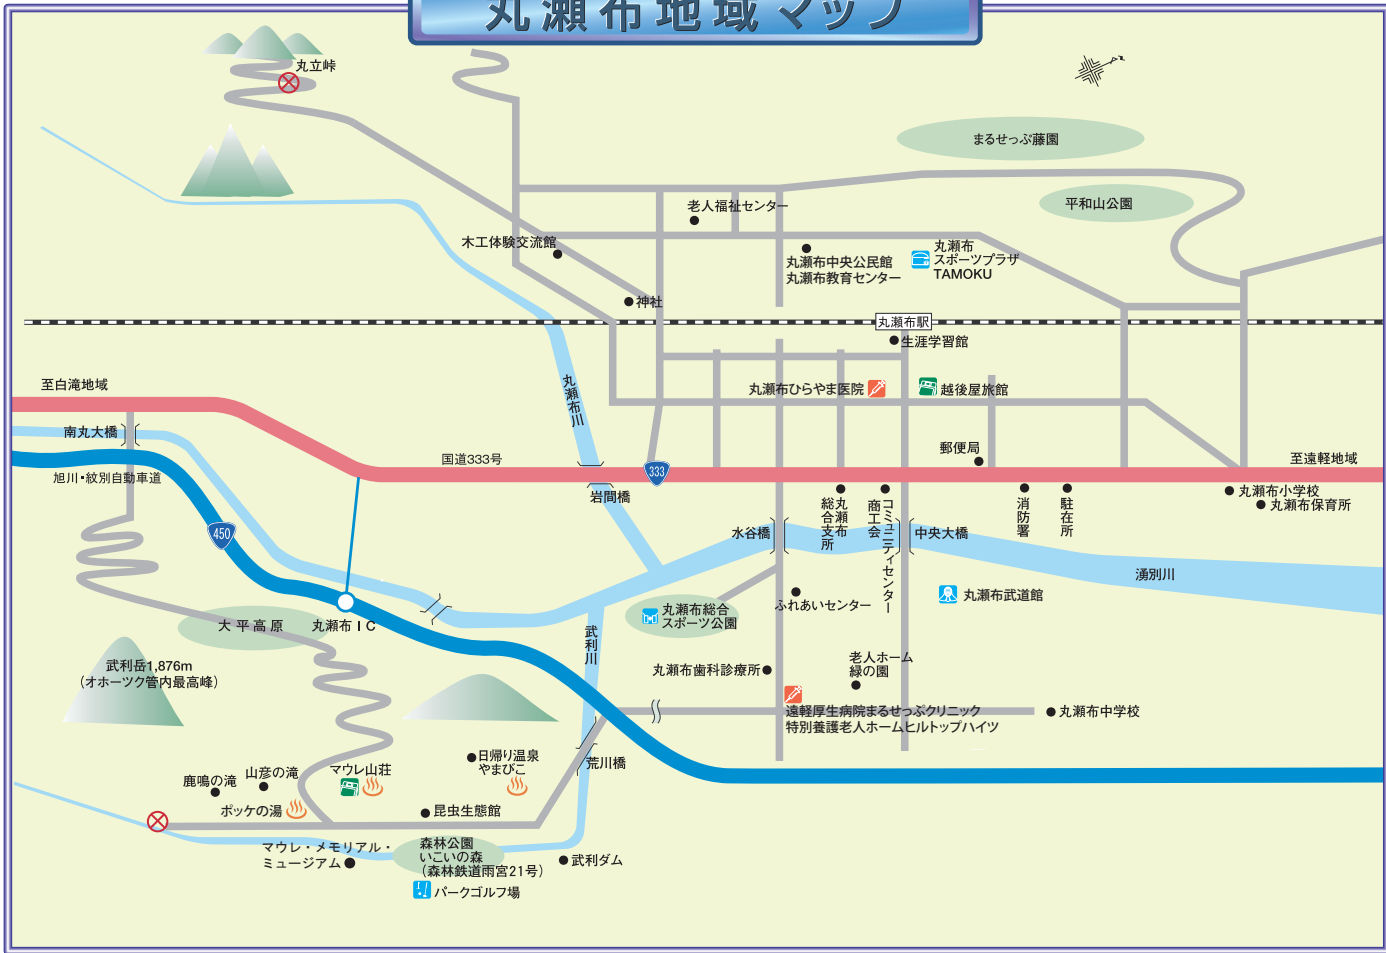 丸瀬布地域マップ
丸立峠
まるせっぷ藤園
平和山公園
老人福祉センター
木工体験交流館
丸瀬布中央公民館
丸瀬布教育センター
丸瀬布
スポーツプラザ
TAMOKU
神社
丸瀬布駅
生涯学習館
至白滝地域
丸瀬布川
丸瀬布ひらやま医院
越後屋旅館
南丸大橋
国道333号
郵便局
至遠軽地域
旭川・紋別自動車道
333
岩間橋
丸瀬布小学校
丸瀬布保育所
450
水谷橋
丸瀬布
総合支所
コミュニティセンター
商工会
中央大橋
消防署
駐在所
湧別川
大平高原
丸瀬布IC
武利川
丸瀬布総合
スポーツ公園
ふれあいセンター
丸瀬布武道館
武利岳1,876m
(オホーツク管内最高峰)
丸瀬布歯科診療所
老人ホーム
緑の園
遠軽厚生病院まるせっぷクリニック
特別養護老人ホームヒルトップハイツ
丸瀬布中学校
鹿鳴の滝
山彦の滝
マウレ山荘
日帰り温泉
やまびこ
荒川橋
ポッケの湯
昆虫生態館
マウレ・メモリアル・
ミュージアム
森林公園
いこいの森
(森林鉄道雨宮21号)
武利ダム
パークゴルフ場